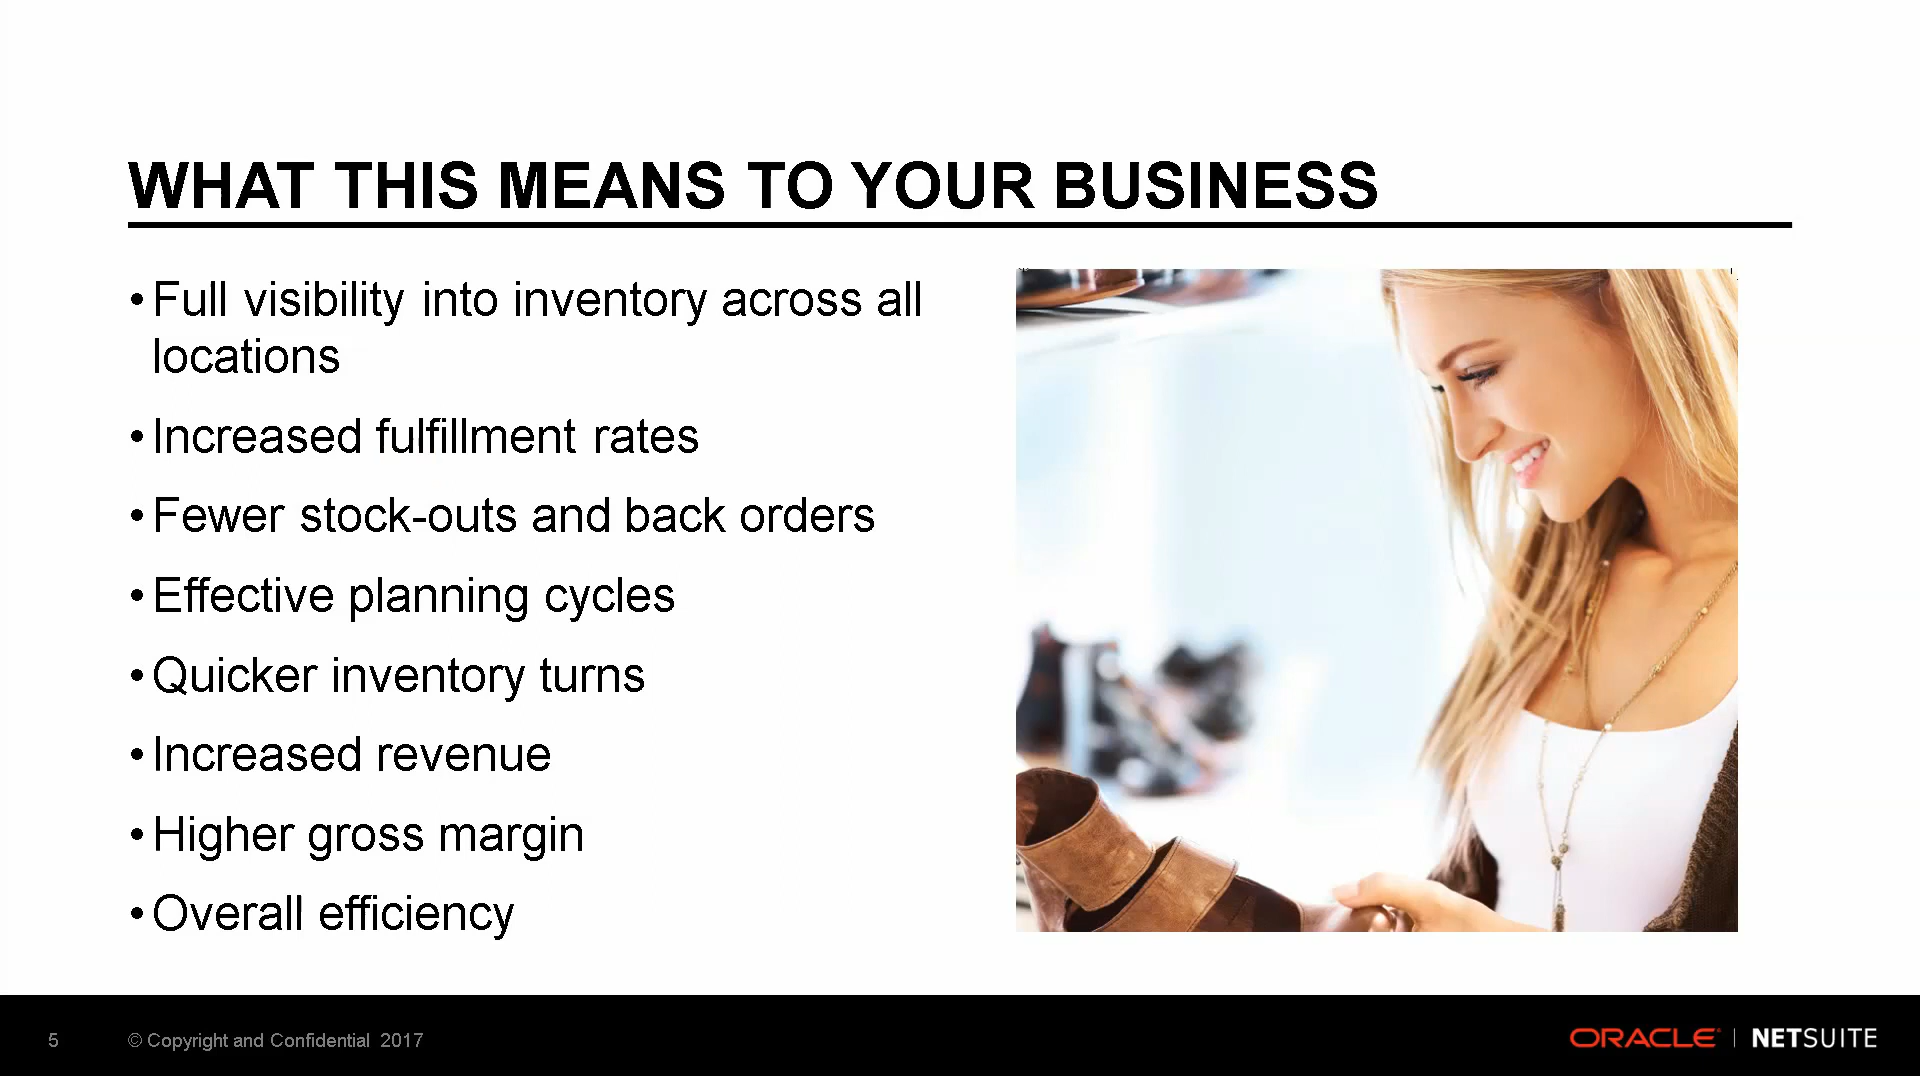 WHAT THIS MEANS TO YOUR BUSINESS
• Full visibility into inventory across all
locations
• Increased fulfillment rates
• Fewer stock-outs and back orders
• Effective planning cycles
• Quicker inventory turns
• Increased revenue
• Higher gross margin
• Overall efficiency
5 © Copyright and Confidential 2017
ORACLE® | NETSUITE